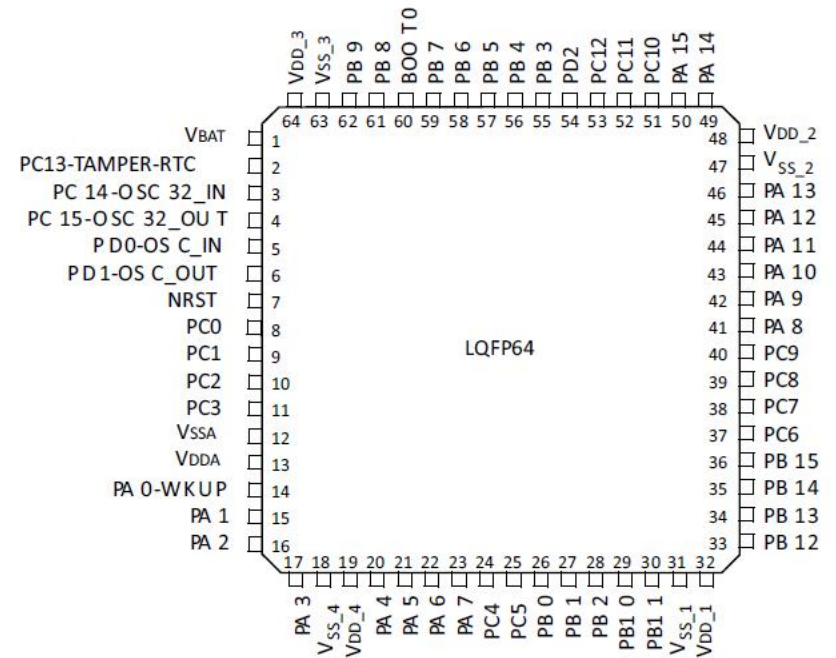 VDD_3
VSS_3
PB 9
PB 8
BOO T0
PB 7
PB 6
PB 5
PB 4
PB 3
PD2
PC12
PC11
PC10
PA 15
PA 14
64 63 62 61 60 59 58 57 56 55 54 53 52 51 50 49
VBAT 1
PC13-TAMPER-RTC 2
PC 14-OSC 32_IN 3
PC 15-OSC 32_OU T 4
PD0-OS C_IN 5
PD1-OS C_OUT 6
NRST 7
PC0 8
PC1 9
PC2 10
PC3 11
VSSA 12
VDDA 13
PA 0-WKUP 14
PA 1 15
PA 2 16
LQFP64
48 VDD_2
47 VSS_2
46 PA 13
45 PA 12
44 PA 11
43 PA 10
42 PA 9
41 PA 8
40 PC9
39 PC8
38 PC7
37 PC6
36 PB 15
35 PB 14
34 PB 13
33 PB 12
17 18 19 20 21 22 23 24 25 26 27 28 29 30 31 32
PA 3
VSS_4
VDD_4
PA 4
PA 5
PA 6
PA 7
PC4
PC5
PB 0
PB 1
PB 2
PB1 0
PB1 1
VSS_1
VDD_1